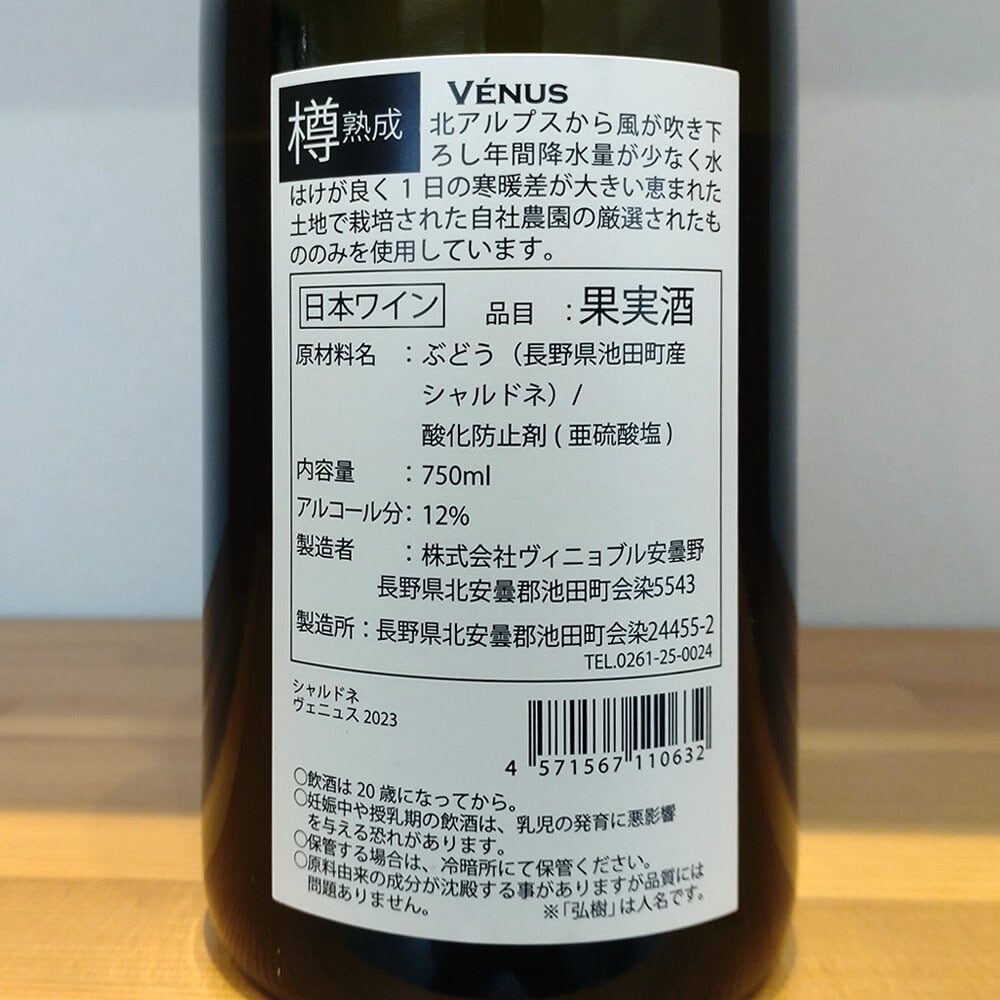 樽熟成
VÉNUS
北アルプスから風が吹き下
ろし年間降水量が少なく水
はけが良く1日の寒暖差が大きい恵まれた
土地で栽培された自社農園の厳選されたも
ののみを使用しています。
日本ワイン 品目 :果実酒
原材料名 :ぶどう（長野県池田町産
シャルドネ）/
酸化防止剤(亜硫酸塩)
内容量 :750ml
アルコール分:12%
製造者 :株式会社ヴィニョブル安曇野
長野県北安曇郡池田町会染5543
製造所:長野県北安曇郡池田町会染24455-2
TEL.0261-25-0024
シャルドネ
ヴェニュス 2023
4 571567 110632
○飲酒は20歳になってから。
○妊娠中や授乳期の飲酒は、乳児の発育に悪影響
を与える恐れがあります。
○保管する場合は、冷暗所にて保管ください。
○原料由来の成分が沈殿する事がありますが品質には
問題ありません。
※「弘樹」は人名です。